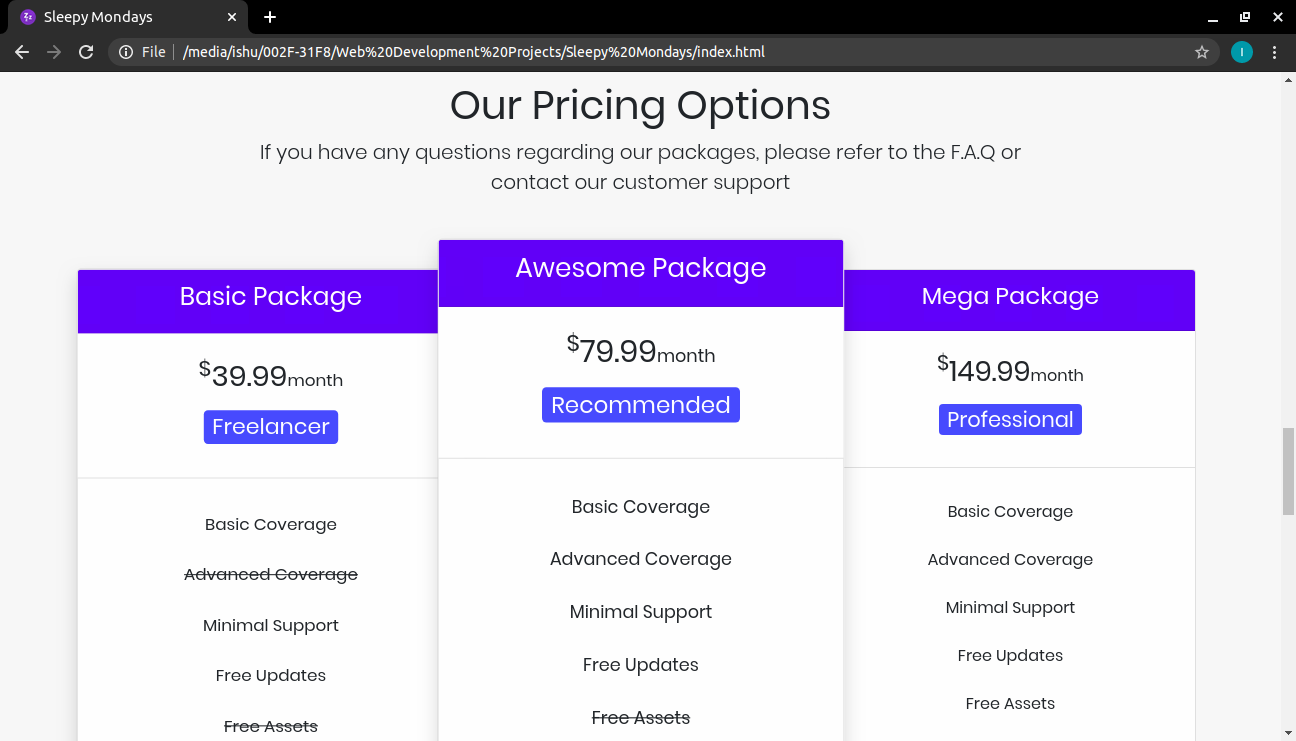 Sleepy Mondays
File
/media/ishu/002F-31F8/Web%20Development%20Projects/Sleepy%20Mondays/index.html
I
Our Pricing Options
If you have any questions regarding our packages, please refer to the F.A.Q or
contact our customer support
Basic Package
$39.99month
Freelancer
Basic Coverage
Advanced Coverage
Minimal Support
Free Updates
Free Assets
Awesome Package
$79.99month
Recommended
Basic Coverage
Advanced Coverage
Minimal Support
Free Updates
Free Assets
Mega Package
$149.99month
Professional
Basic Coverage
Advanced Coverage
Minimal Support
Free Updates
Free Assets